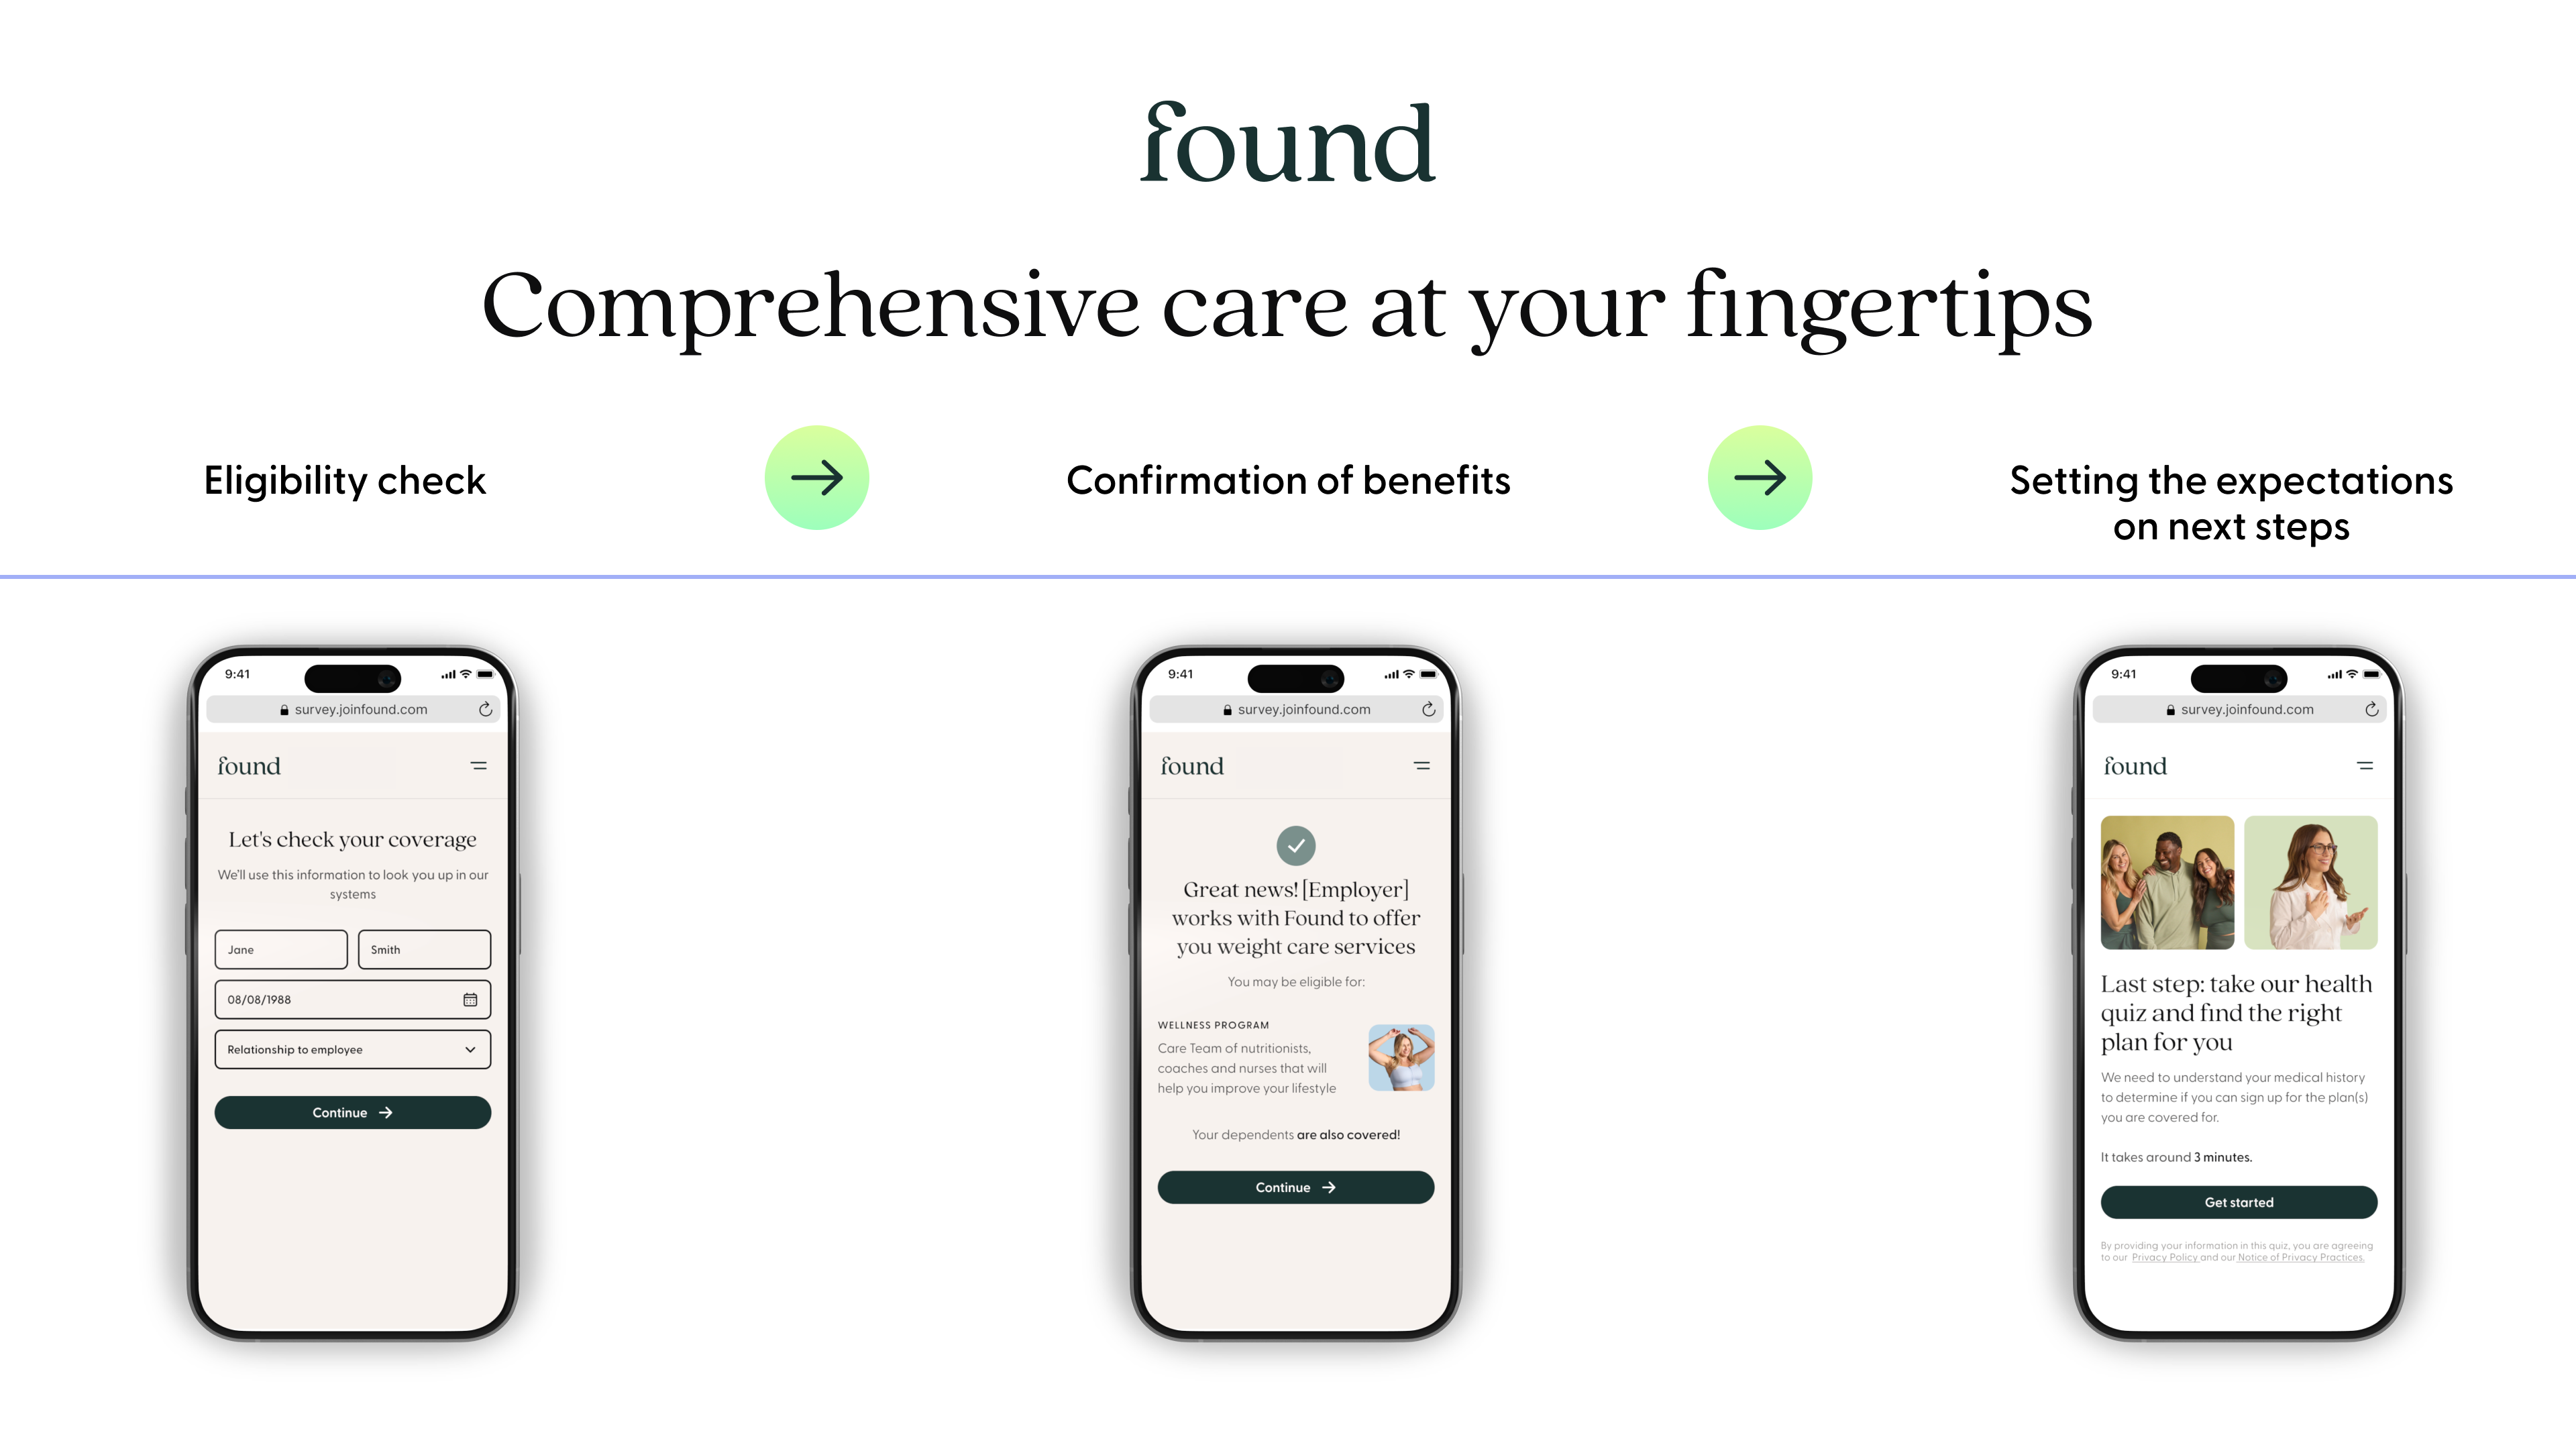 found
Comprehensive care at your fingertips
Eligibility check
Confirmation of benefits
Setting the expectations
on next steps
9:41
survey.joinfound.com
found
Let's check your coverage
We'll use this information to look you up in our
systems
Jane
Smith
08/08/1988
Relationship to employee
Continue
9:41
survey.joinfound.com
found
Great news! [Employer]
works with Found to offer
you weight care services
You may be eligible for:
WELLNESS PROGRAM
Care Team of nutritionists,
coaches and nurses that will
help you improve your lifestyle
Your dependents are also covered!
Continue
9:41
survey.joinfound.com
found
Last step: take our health
quiz and find the right
plan for you
We need to understand your medical history
to determine if you can sign up for the plan(s)
you are covered for.
It takes around 3 minutes.
Get started
By providing your information in this quiz, you are agreeing
to our Privacy Policy and our Notice of Privacy Practices.